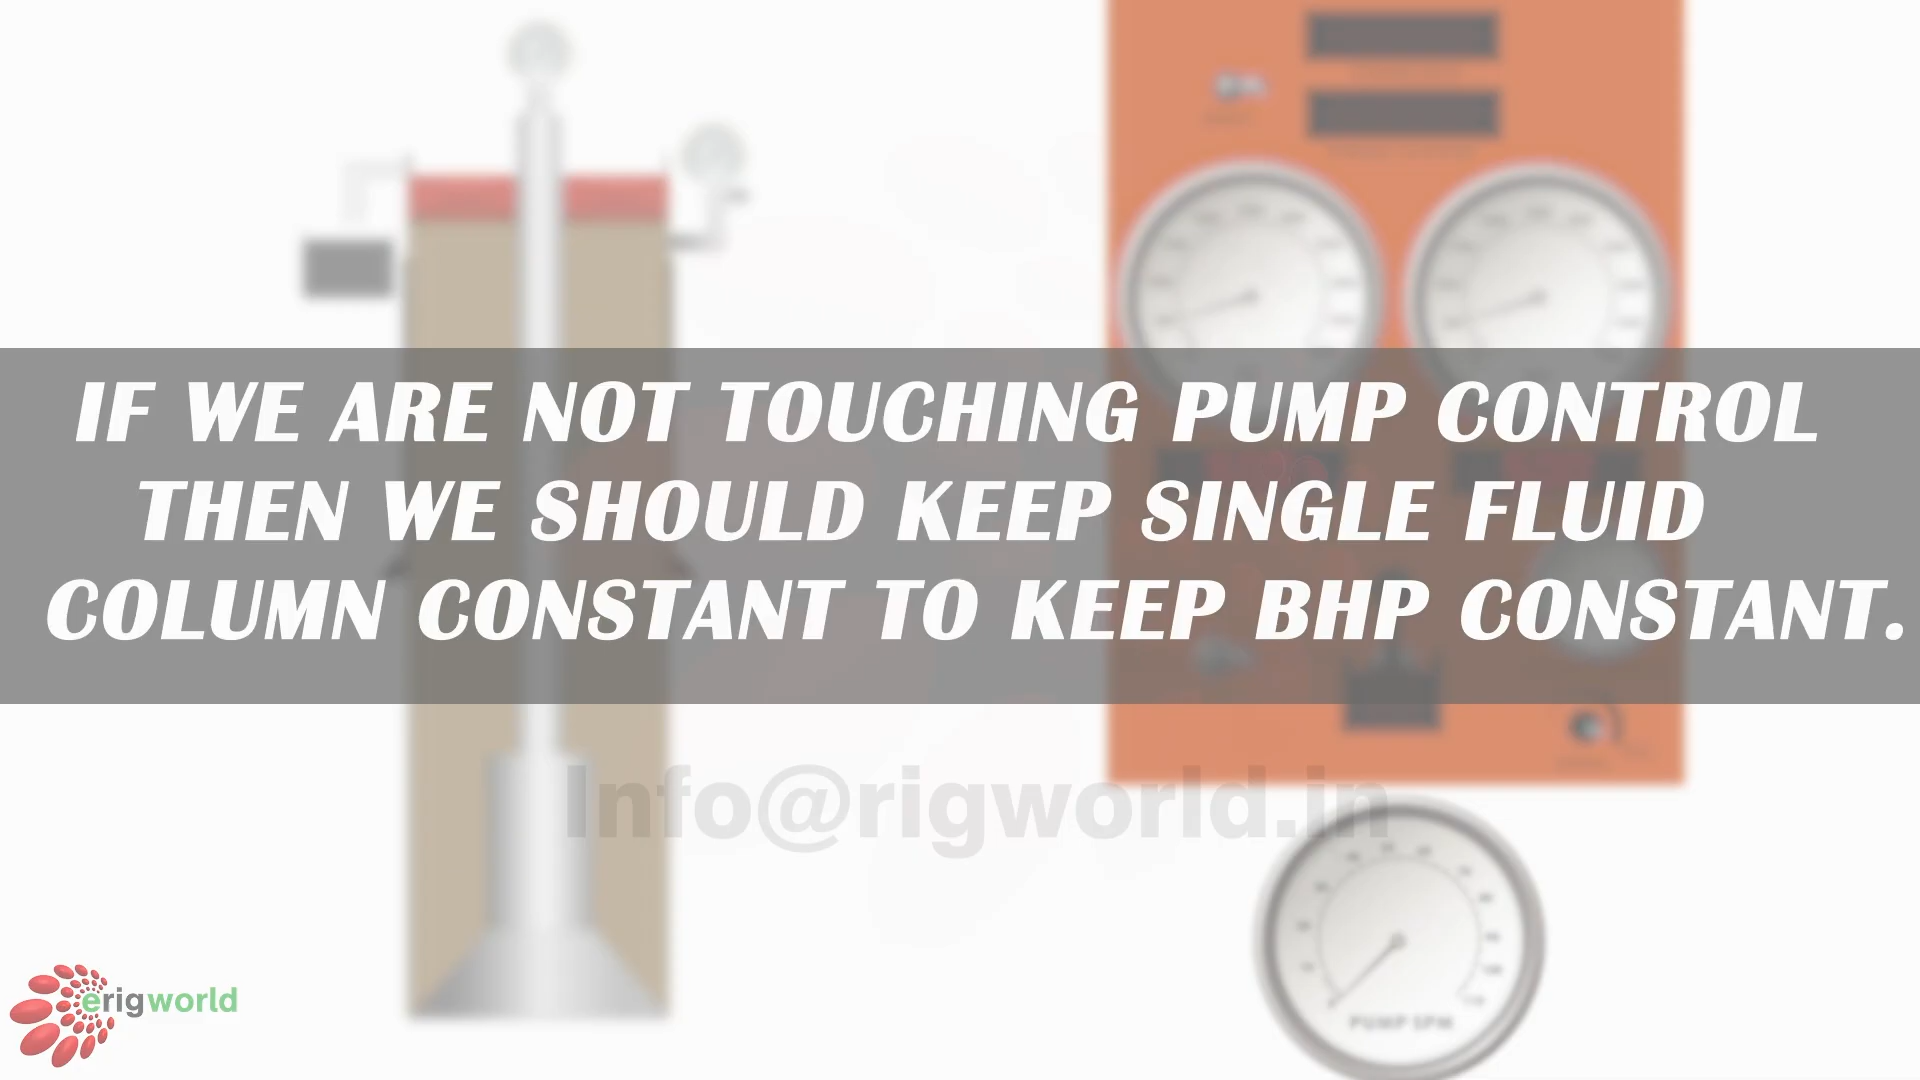 IF WE ARE NOT TOUCHING PUMP CONTROL
THEN WE SHOULD KEEP SINGLE FLUID
COLUMN CONSTANT TO KEEP BHP CONSTANT.
Info@rigworld.in
erigworld
PUMP SPM